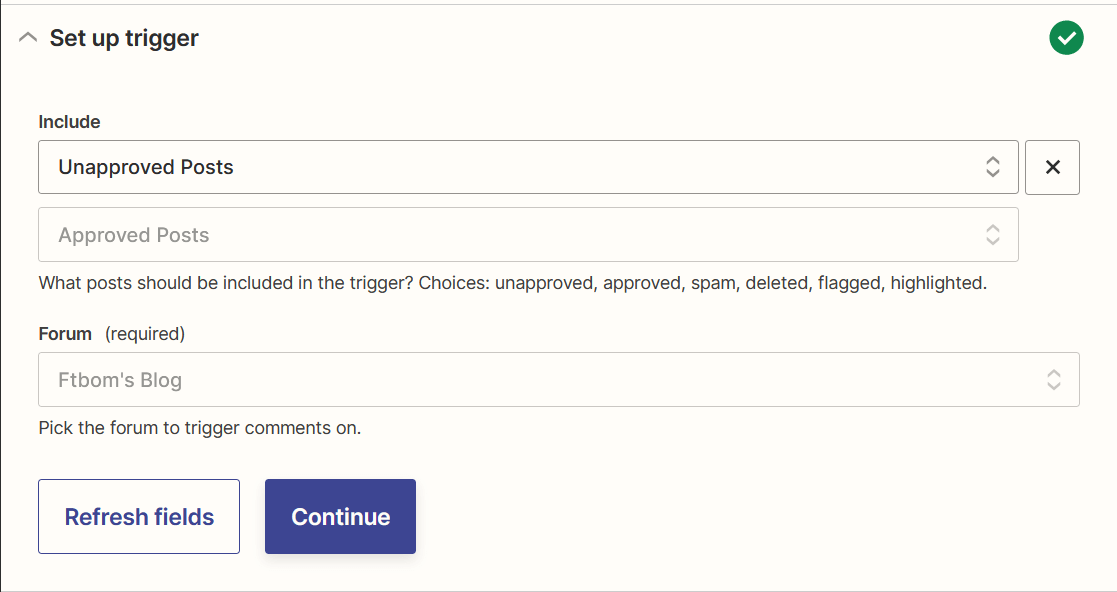 Set up trigger
Include
Unapproved Posts
Approved Posts
What posts should be included in the trigger? Choices: unapproved, approved, spam, deleted, flagged, highlighted.
Forum (required)
Ftbom's Blog
Pick the forum to trigger comments on.
Refresh fields Continue